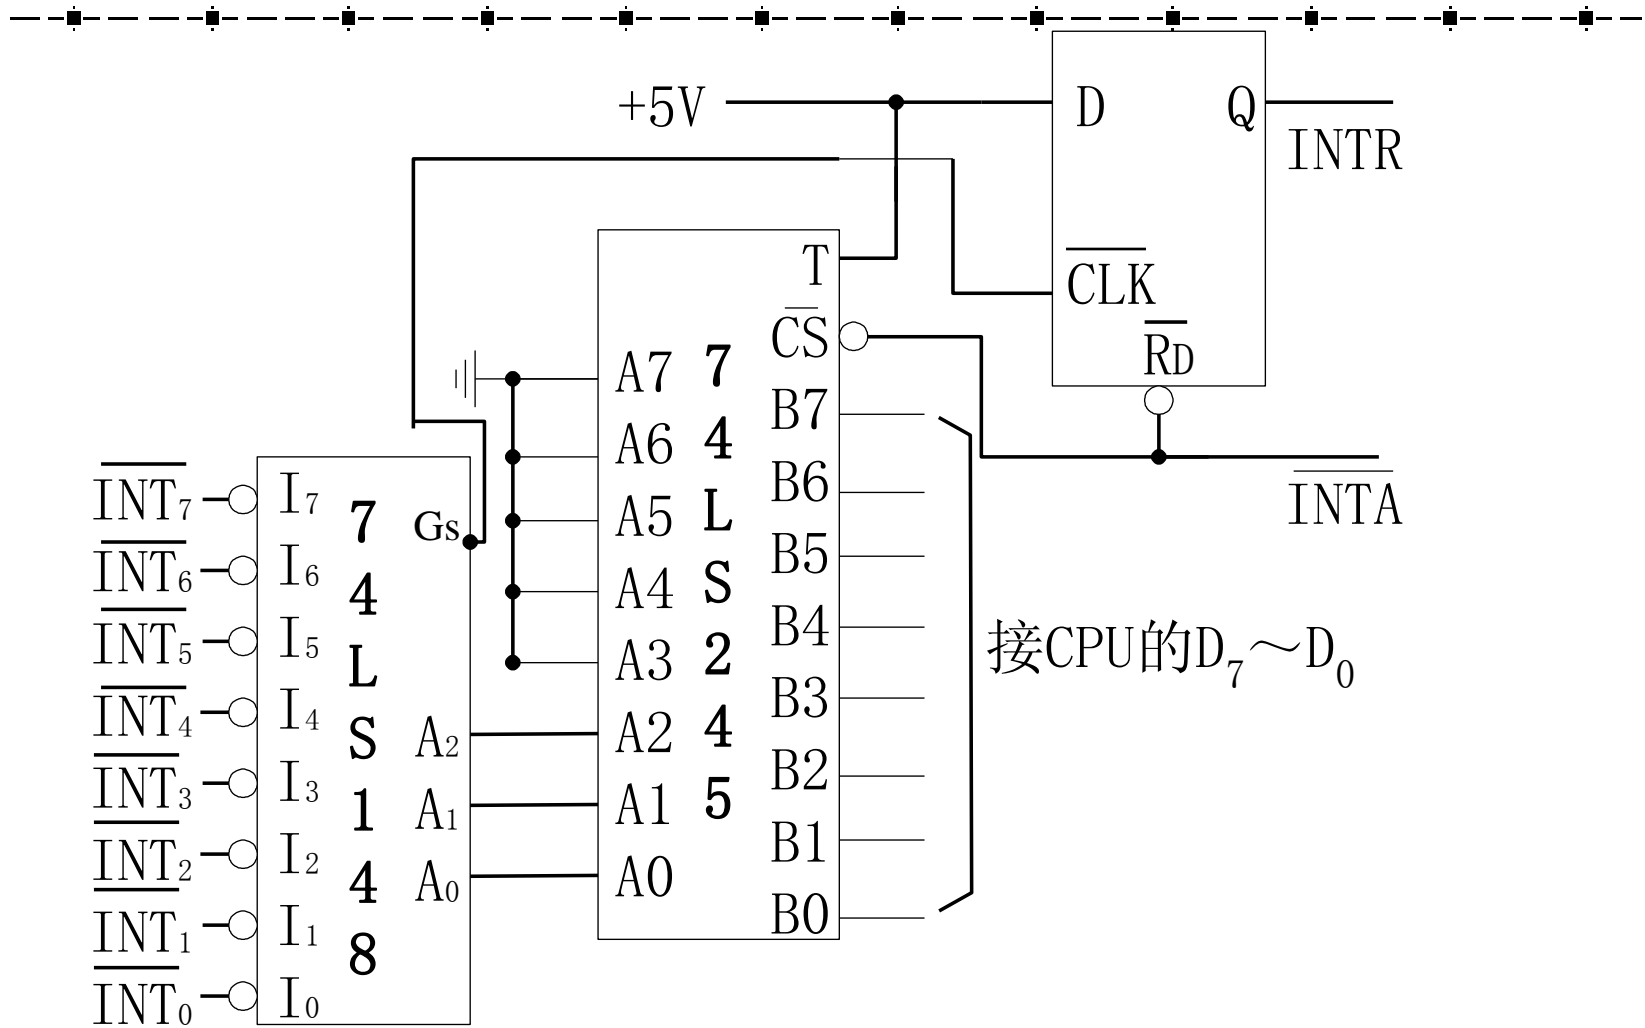 +5V
D
Q
INTR
T
CLK
CS
RD
INTA
A7
A6
A5
A4
A3
A2
A1
A0
74LS245
B7
B6
B5
B4
B3
B2
B1
B0
接CPU的D7～D0
INT7
INT6
INT5
INT4
INT3
INT2
INT1
INT0
I7
I6
I5
I4
I3
I2
I1
I0
74LS148
Gs
A2
A1
A0